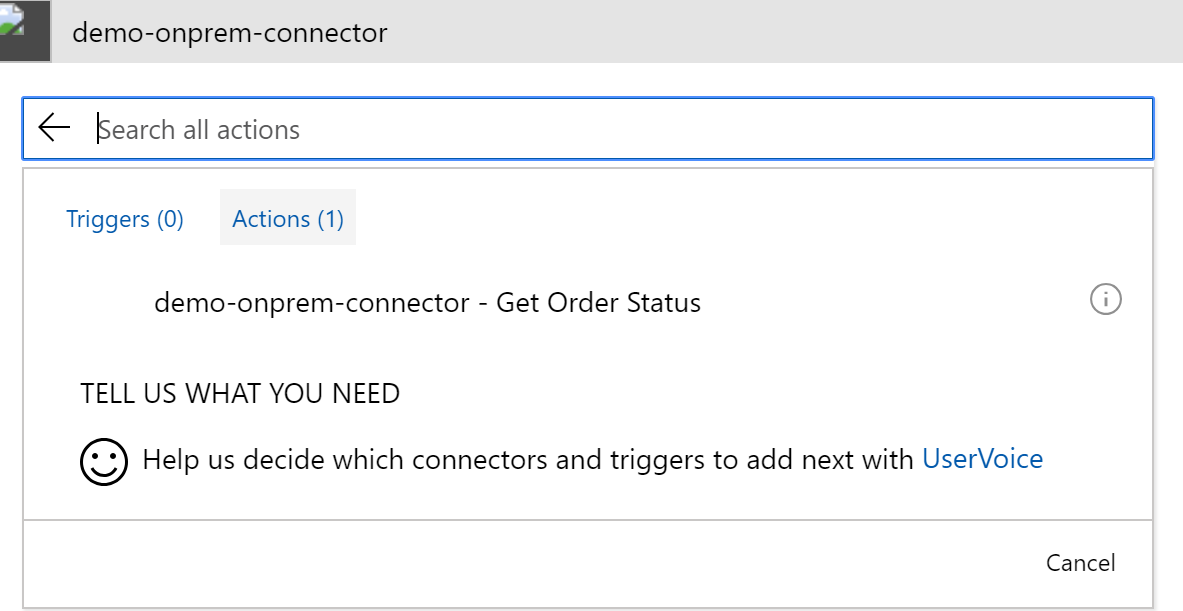 demo-onprem-connector
Search all actions
Triggers (0) Actions (1)
demo-onprem-connector - Get Order Status
TELL US WHAT YOU NEED
Help us decide which connectors and triggers to add next with UserVoice
Cancel